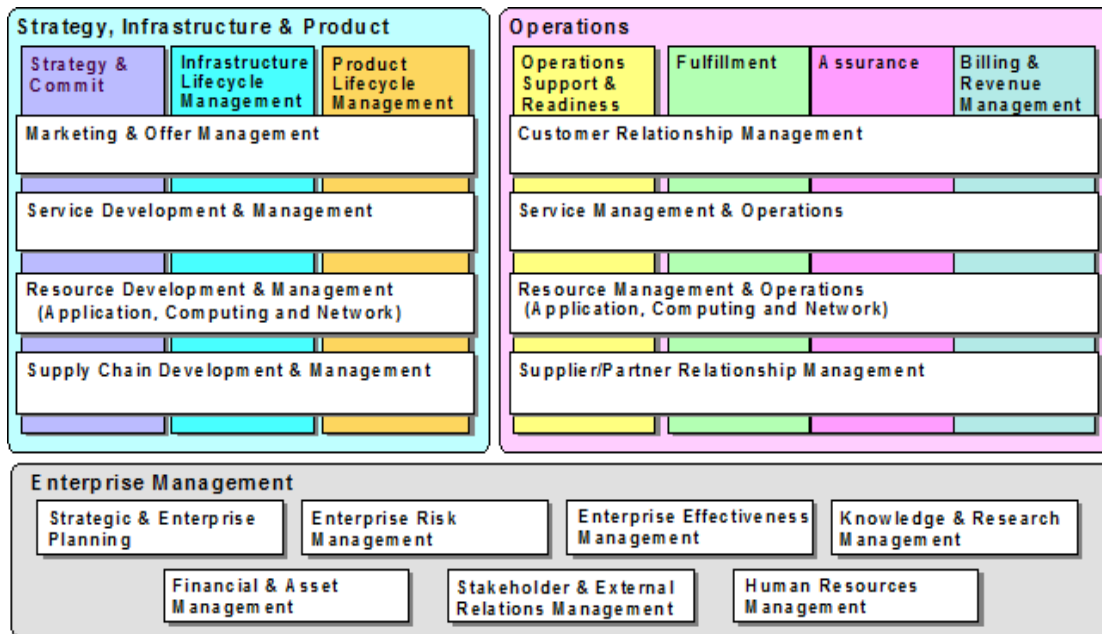 Strategy, Infrastructure & Product
Strategy &
Commit
Infrastructure
Lifecycle
Management
Product
Lifecycle
Management
Marketing & Offer Management
Service Development & Management
Resource Development & Management
(Application, Computing and Network)
Supply Chain Development & Management
Operations
Operations
Support &
Readiness
Fulfillment
Assurance
Billing &
Revenue
Management
Customer Relationship Management
Service Management & Operations
Resource Management & Operations
(Application, Computing and Network)
Supplier/Partner Relationship Management
Enterprise Management
Strategic & Enterprise
Planning
Enterprise Risk
Management
Enterprise Effectiveness
Management
Knowledge & Research
Management
Financial & Asset
Management
Stakeholder & External
Relations Management
Human Resources
Management